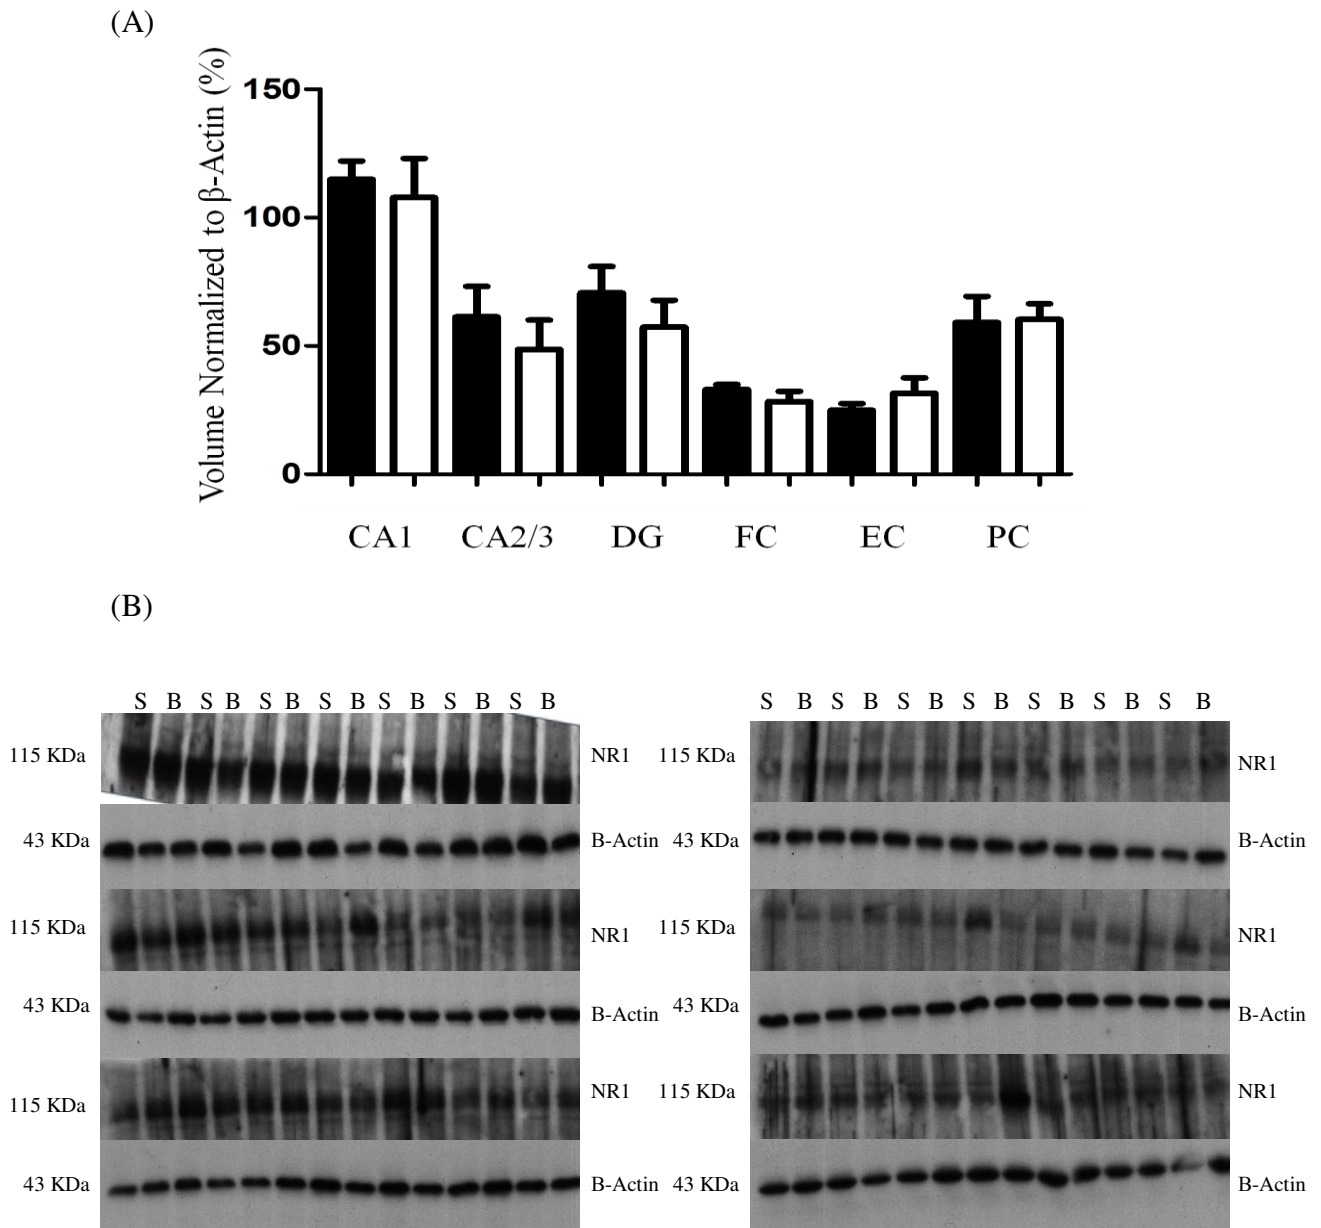 (A)
Volume Normalized to β-Actin (%)
150
100
50
0
CA1 CA2/3 DG FC EC PC
(B)
S B S B S B S B S B S B S B
115 KDa NR1
43 KDa B-Actin
115 KDa NR1
43 KDa B-Actin
115 KDa NR1
43 KDa B-Actin
S B S B S B S B S B S B S B
115 KDa NR1
43 KDa B-Actin
115 KDa NR1
43 KDa B-Actin
115 KDa NR1
43 KDa B-Actin